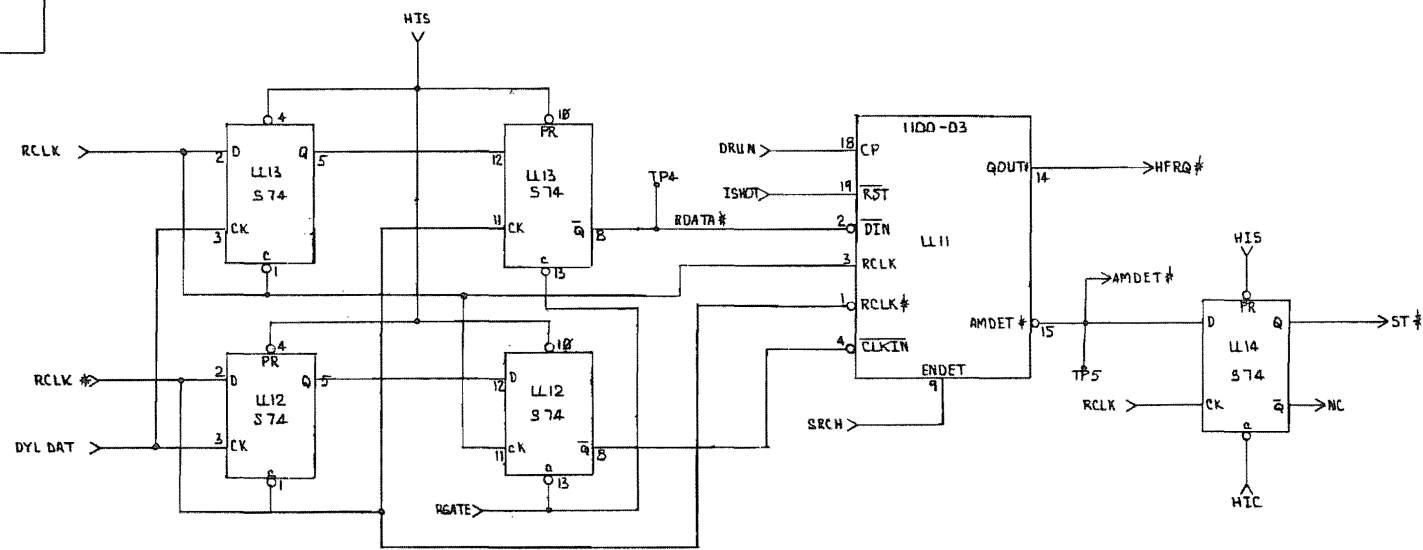 HIS
RCLK
4
2
D
Q
5
LL13
S74
3
CK
C
1
10
PR
12
LL13
S74
11
CK
Q
8
C
13
TP4
RDATA#
DRUN
1SHOT
1100-03
18
CP
QOUT
14
HFRQ#
19
RST
2
DIN
LL11
3
RCLK
1
RCLK#
4
CLKIN
AMDET #
15
ENDET
9
SRCH
AMDET#
TP5
HIS
PR
D
Q
ST#
LL14
S74
RCLK
CK
Q
NC
C
HIC
RCLK #
4
PR
2
D
Q
5
LL12
S74
DYL DAT
3
CK
C
1
10
12
D
LL12
S74
11
CK
Q
8
C
13
RGATE